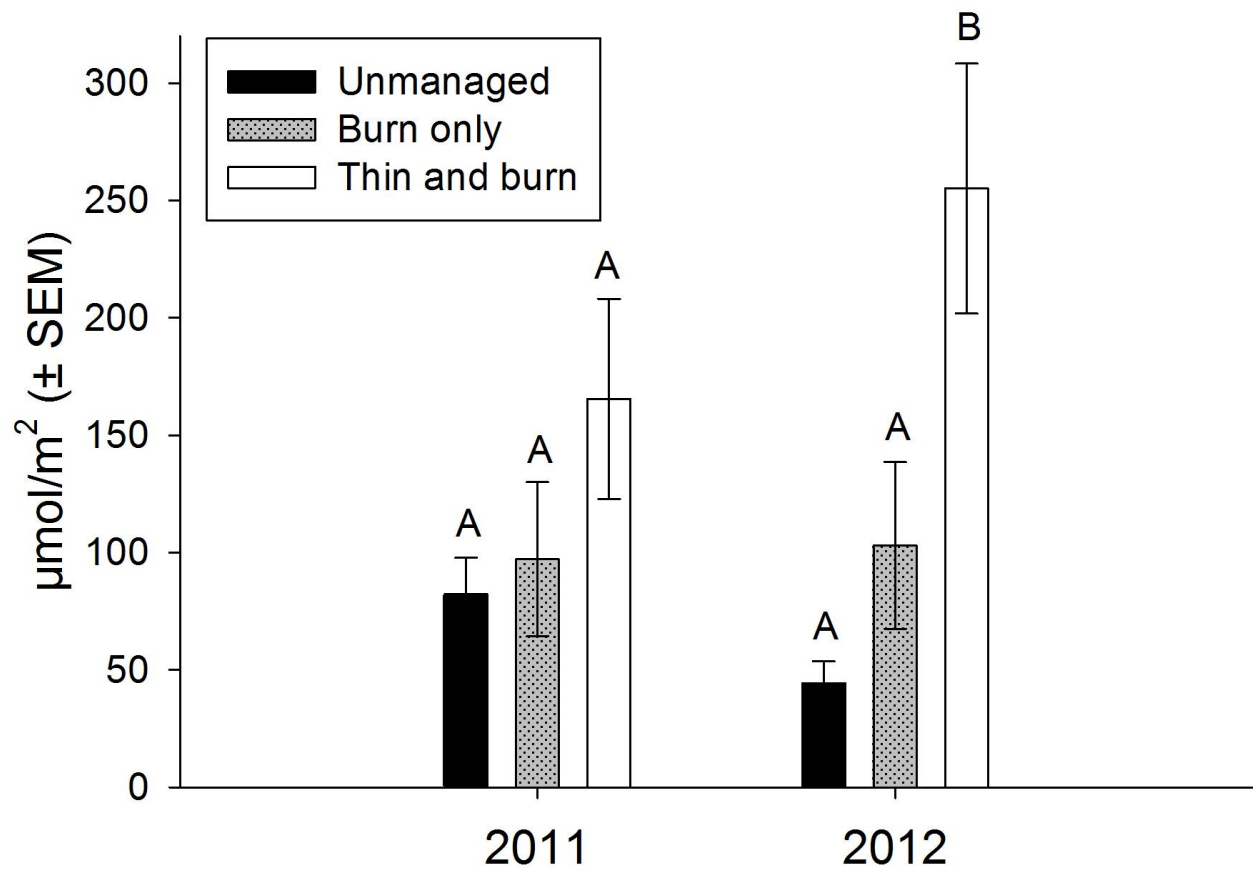 Unmanaged
Burn only
Thin and burn
µmol/m² (± SEM)
300
250
200
150
100
50
0
A
A
A
A
A
B
2011
2012